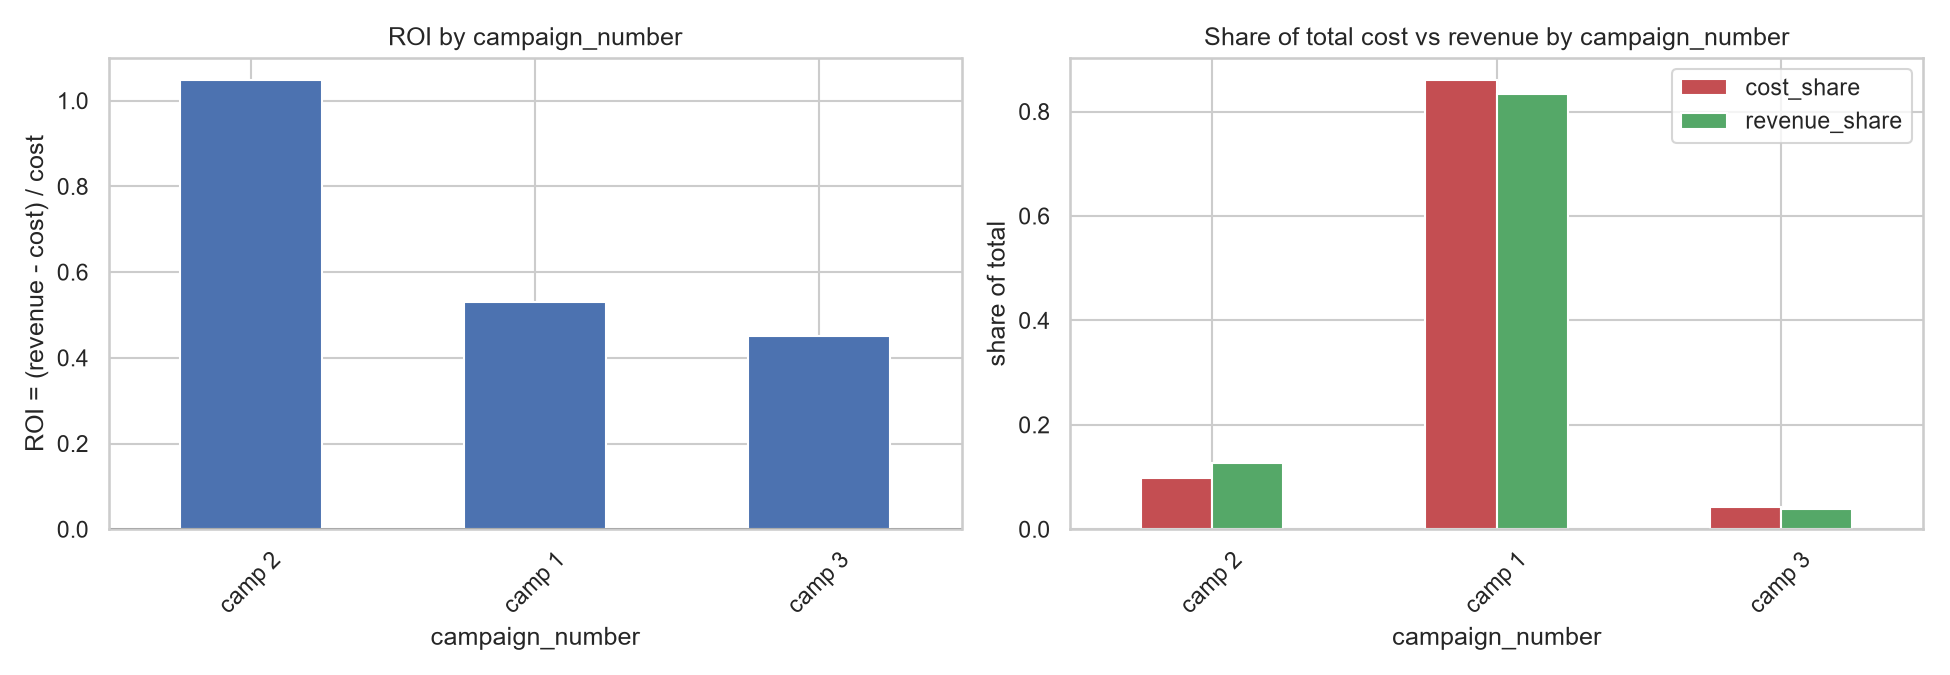 ROI by campaign_number
ROI = (revenue - cost) / cost
1.0
0.8
0.6
0.4
0.2
0.0
camp 2
camp 1
camp 3
campaign_number
Share of total cost vs revenue by campaign_number
cost_share
revenue_share
share of total
0.8
0.6
0.4
0.2
0.0
camp 2
camp 1
camp 3
campaign_number